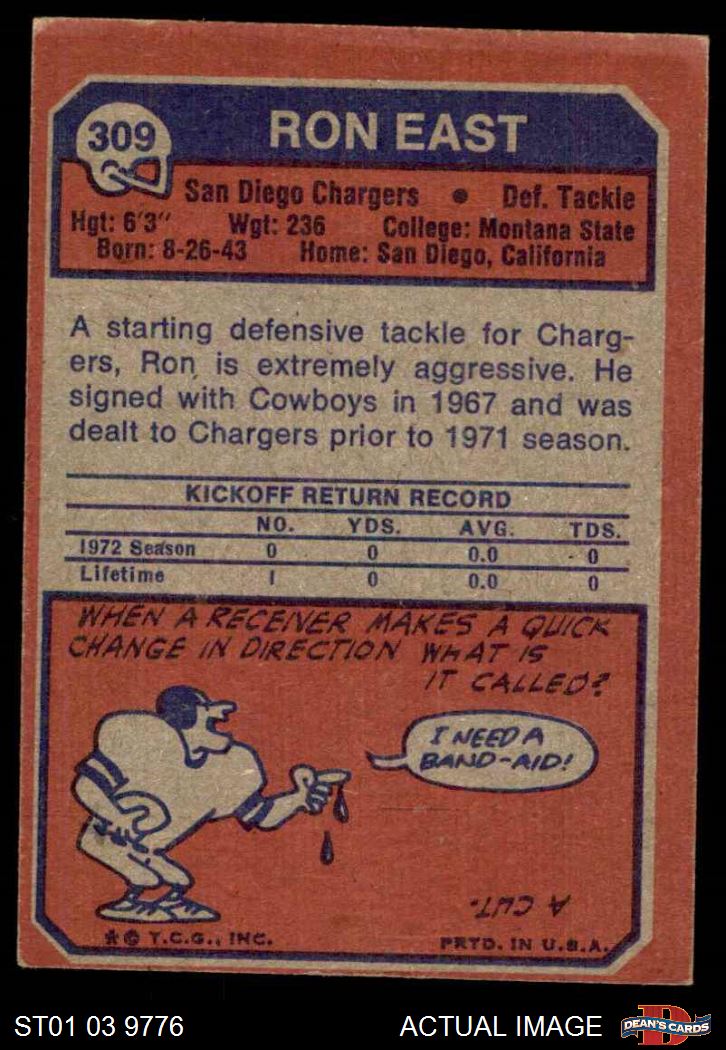 309
RON EAST
San Diego Chargers • Def. Tackle
Hgt: 6'3" Wgt: 236 College: Montana State
Born: 8-26-43 Home: San Diego, California
A starting defensive tackle for Charg-
ers, Ron is extremely aggressive. He
signed with Cowboys in 1967 and was
dealt to Chargers prior to 1971 season.
KICKOFF RETURN RECORD
NO. YDS. AVG. TDS.
1972 Season 0 0 0.0 0
Lifetime 1 0 0.0 0
WHEN A RECEIVER MAKES A QUICK
CHANGE IN DIRECTION WHAT IS
IT CALLED?
I NEED A
BAND-AID!
A CUT.
★ © T.C.G., INC. PRTD. IN U.S.A.
ST01 03 9776 ACTUAL IMAGE
D
DEAN'S CARDS